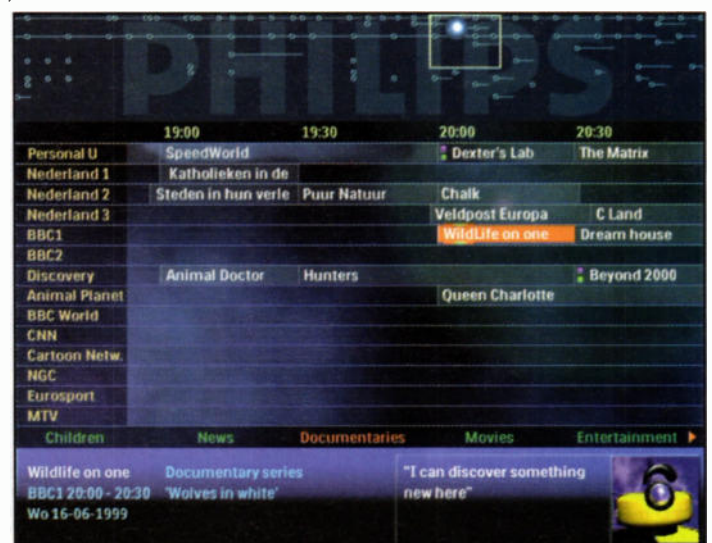 PHILIPS
19:00 19:30 20:00 20:30
Personal U SpeedWorld Dexter's Lab The Matrix
Nederland 1 Katholieken in de
Nederland 2 Steden in hun verle Puur Natuur Chalk
Nederland 3 Veldpost Europa C Land
BBC1 WildLife on one Dream house
BBC2
Discovery Animal Doctor Hunters Beyond 2000
Animal Planet Queen Charlotte
BBC World
CNN
Cartoon Netw.
NGC
Eurosport
MTV
Children News Documentaries Movies Entertainment
Wildlife on one Documentary series "I can discover something
BBC1 20:00 - 20:30 'Wolves in white' new here"
Wo 16-06-1999